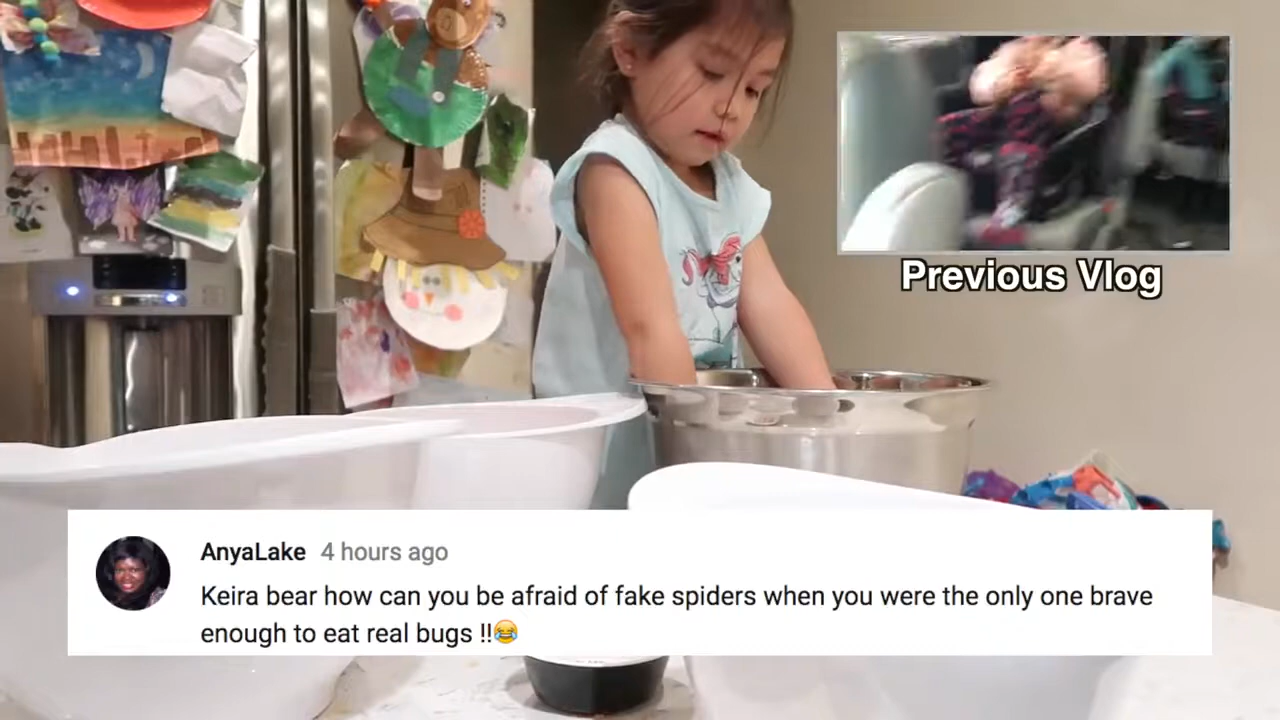 Previous Vlog
AnyaLake 4 hours ago
Keira bear how can you be afraid of fake spiders when you were the only one brave
enough to eat real bugs !!😂